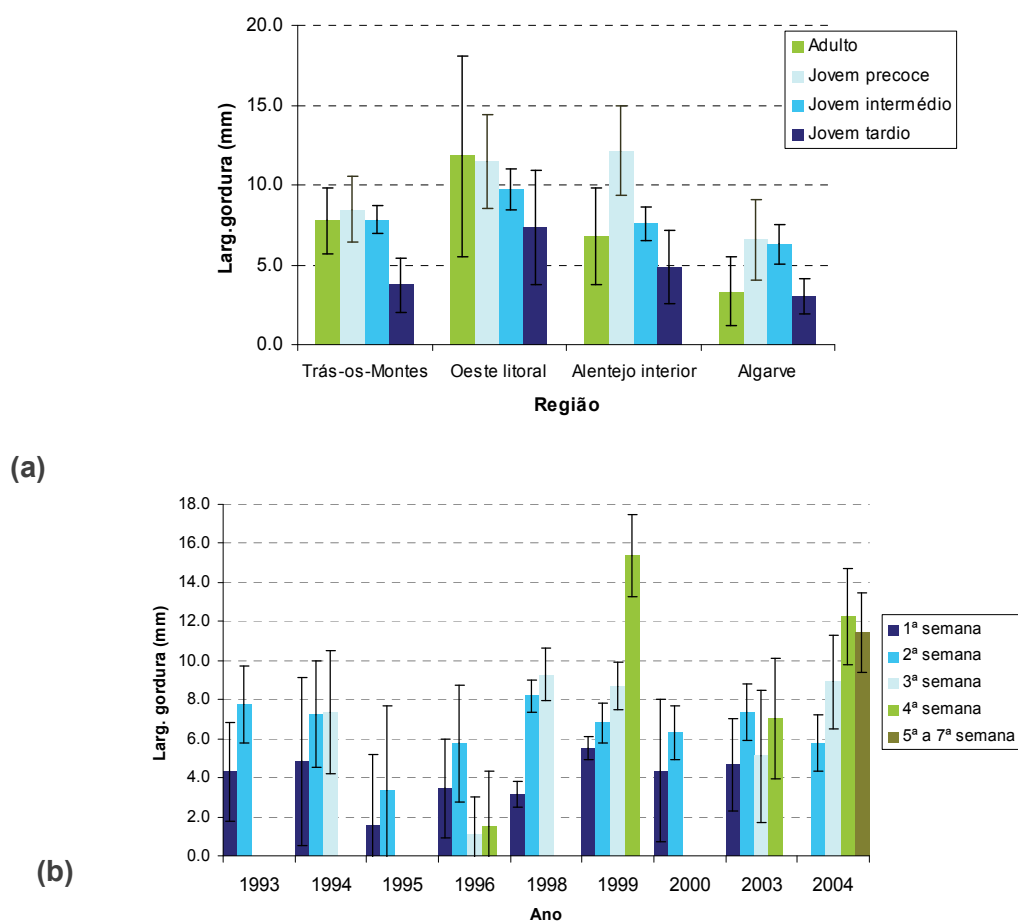 20.0
15.0
10.0
5.0
0.0
Larg.gordura (mm)
Adulto
Jovem precoce
Jovem intermédio
Jovem tardio
Trás-os-Montes Oeste litoral Alentejo interior Algarve
Região
(a)
18.0
16.0
14.0
12.0
10.0
8.0
6.0
4.0
2.0
0.0
Larg. gordura (mm)
1ª semana
2ª semana
3ª semana
4ª semana
5ª a 7ª semana
1993 1994 1995 1996 1998 1999 2000 2003 2004
Ano
(b)